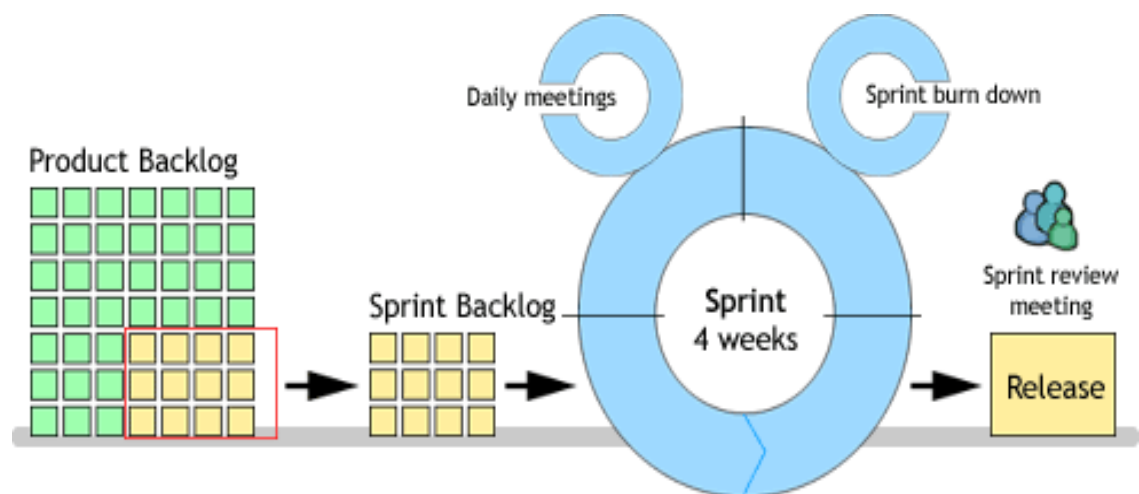 Daily meetings
Sprint burn down
Product Backlog
Sprint Backlog
Sprint
4 weeks
Sprint review
meeting
Release